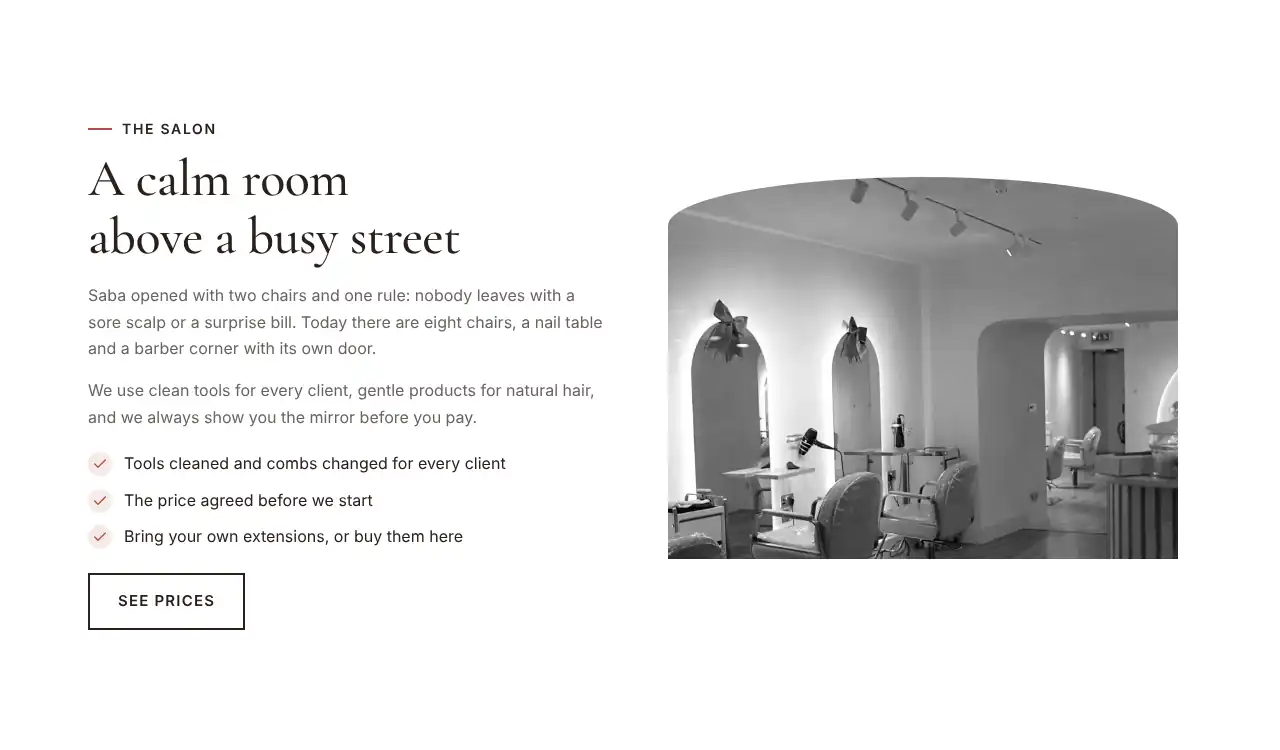 THE SALON
A calm room
above a busy street
Saba opened with two chairs and one rule: nobody leaves with a
sore scalp or a surprise bill. Today there are eight chairs, a nail table
and a barber corner with its own door.
We use clean tools for every client, gentle products for natural hair,
and we always show you the mirror before you pay.
Tools cleaned and combs changed for every client
The price agreed before we start
Bring your own extensions, or buy them here
SEE PRICES